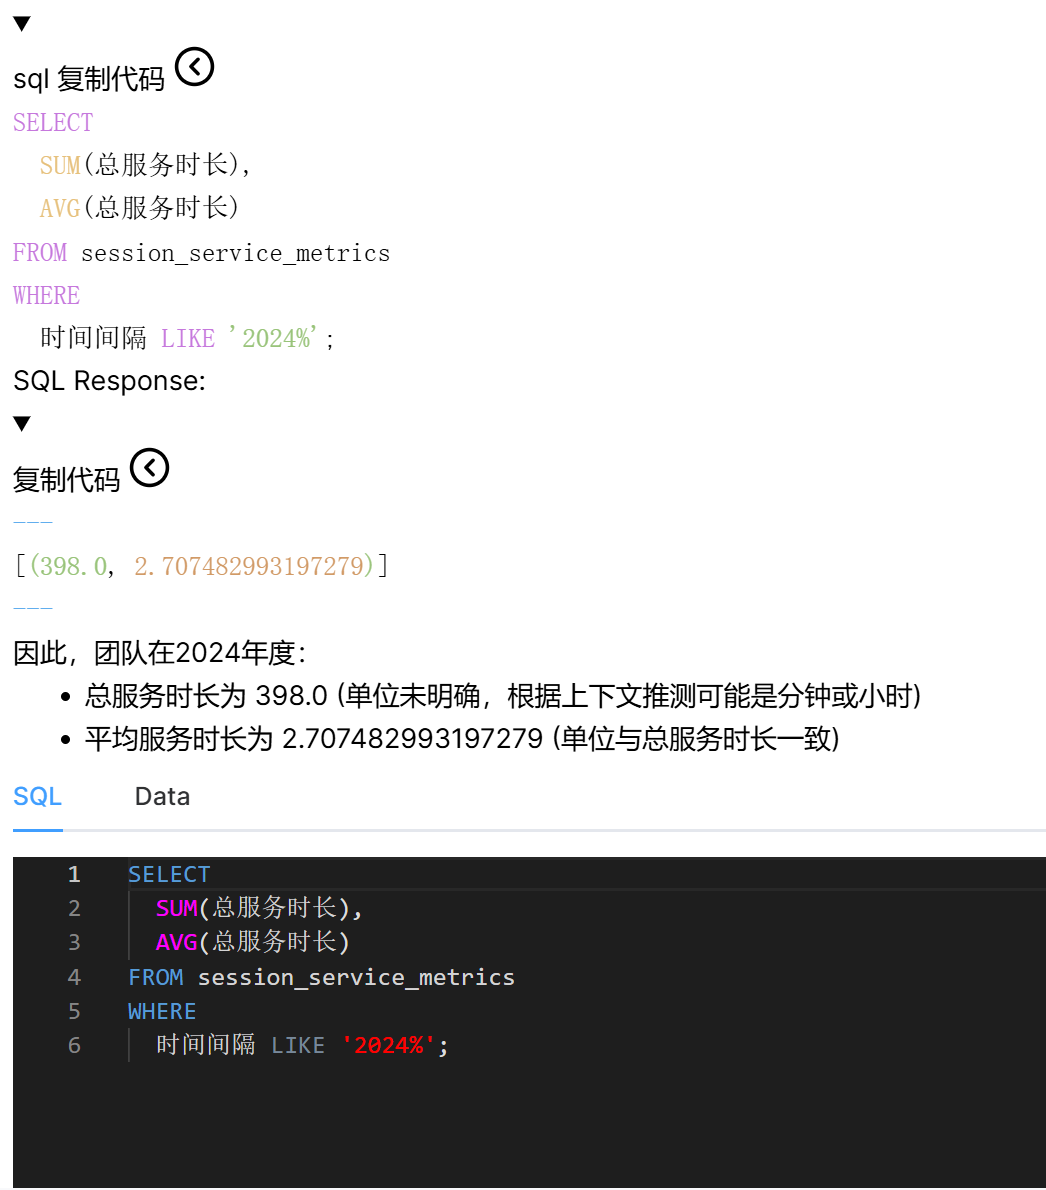 sql 复制代码
SELECT
SUM(总服务时长),
AVG(总服务时长)
FROM session_service_metrics
WHERE
时间间隔 LIKE '2024%';
SQL Response:
复制代码
---
[(398.0, 2.707482993197279)]
---
因此，团队在2024年度：
• 总服务时长为 398.0 (单位未明确，根据上下文推测可能是分钟或小时)
• 平均服务时长为 2.707482993197279 (单位与总服务时长一致)
SQL Data
1 SELECT
2 SUM(总服务时长),
3 AVG(总服务时长)
4 FROM session_service_metrics
5 WHERE
6 时间间隔 LIKE '2024%';